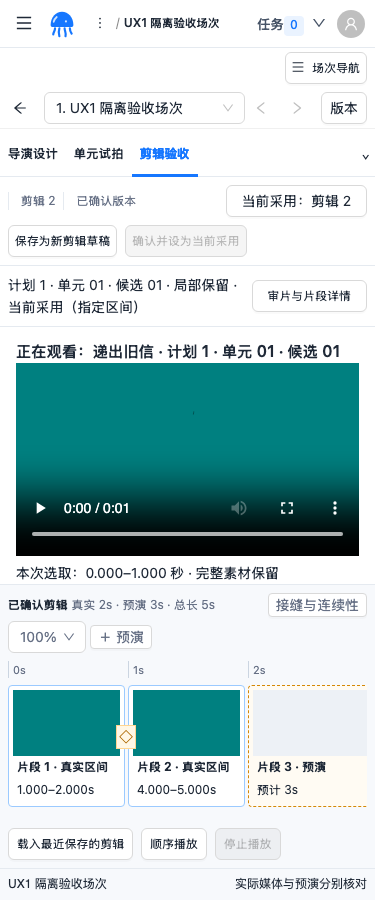 / UX1 隔离验收场次
任务 0
场次导航
1. UX1 隔离验收场次
版本
导演设计 单元试拍 剪辑验收
剪辑 2 已确认版本 当前采用：剪辑 2
保存为新剪辑草稿 确认并设为当前采用
计划 1 · 单元 01 · 候选 01 · 局部保留 ·
当前采用（指定区间）
审片与片段详情
正在观看：递出旧信 · 计划 1 · 单元 01 · 候选 01
0:00 / 0:01
本次选取：0.000–1.000 秒 · 完整素材保留
已确认剪辑 真实 2s · 预演 3s · 总长 5s
接缝与连续性
100% + 预演
0s 1s 2s
片段 1 · 真实区间 片段 2 · 真实区间 片段 3 · 预演
1.000–2.000s 4.000–5.000s 预计 3s
载入最近保存的剪辑 顺序播放 停止播放
UX1 隔离验收场次 实际媒体与预演分别核对